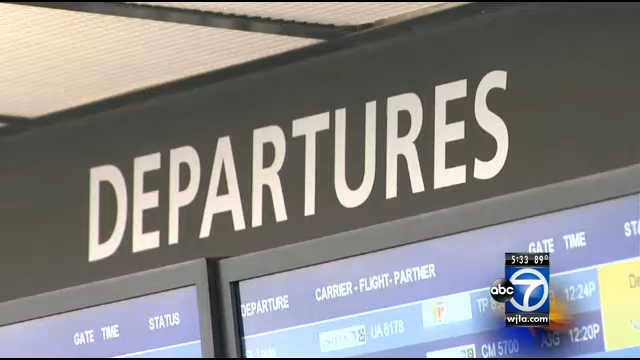 DEPARTURES
GATE TIME STATUS
DEPARTURE CARRIER - FLIGHT- PARTNER GATE TIME
UA 6178 TP 12:24P
CM 5700 A3G 12:20P
5:33 89°
abc 7
wjla.com